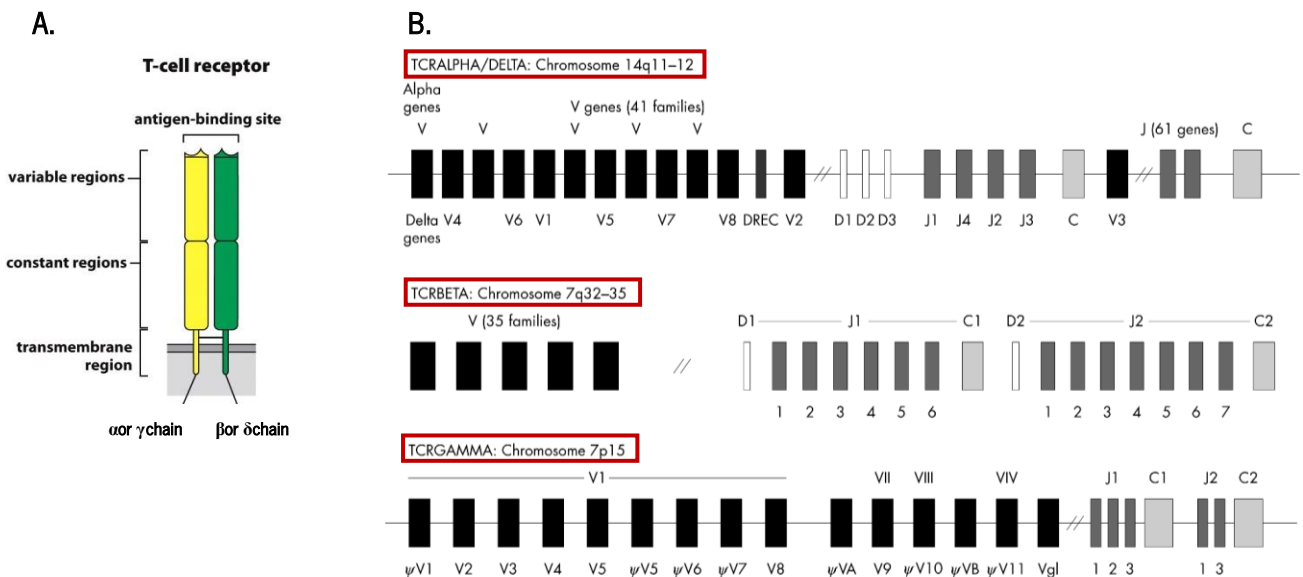 A.
T-cell receptor
antigen-binding site
variable regions
constant regions
transmembrane
region
αor γchain βor δchain
B.
TCRALPHA/DELTA: Chromosome 14q11–12
Alpha
genes
V genes (41 families)
J (61 genes) C
V V V V V
Delta
genes
V4 V6 V1 V5 V7 V8 DREC V2 D1 D2 D3 J1 J4 J2 J3 C V3
TCRBETA: Chromosome 7q32–35
V (35 families) D1 J1 C1 D2 J2 C2
1 2 3 4 5 6 1 2 3 4 5 6 7
TCRGAMMA: Chromosome 7p15
V1 VII VIII VIV J1 C1 J2 C2
ψV1 V2 V3 V4 V5 ψV5 ψV6 ψV7 V8 ψVA V9 ψV10 ψVB ψV11 Vgl 1 2 3 1 3